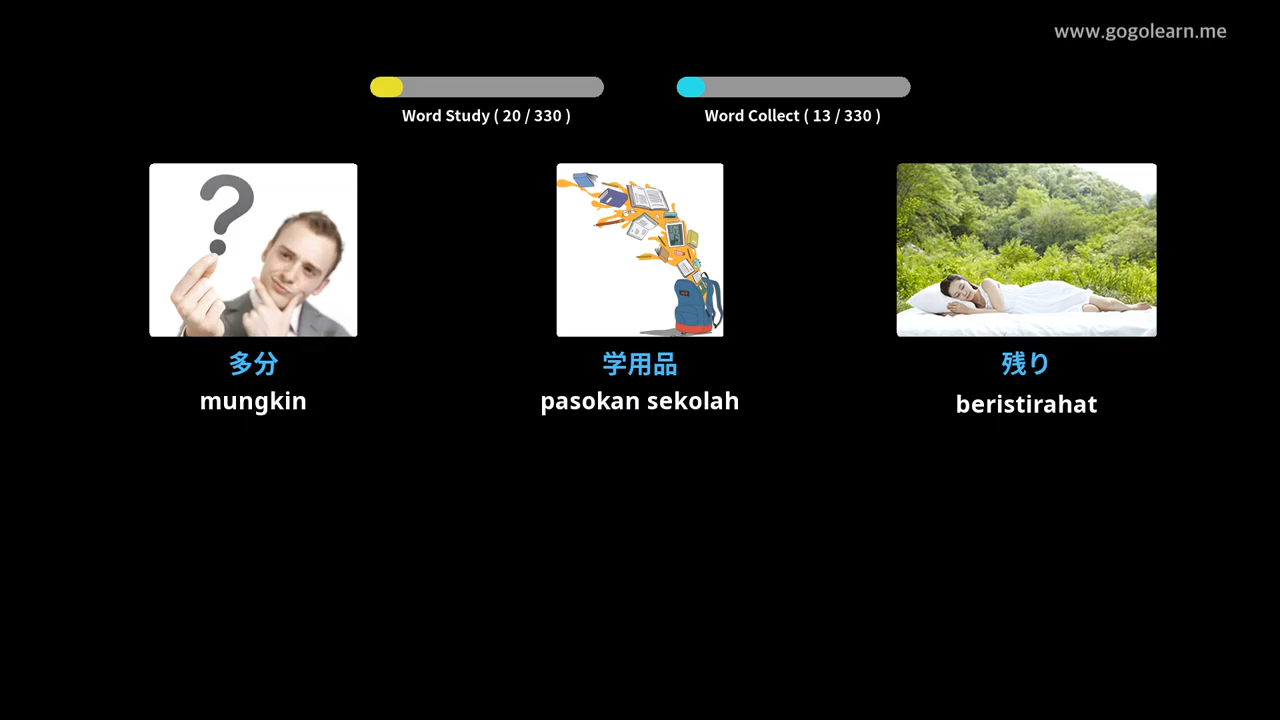 www.gogolearn.me
Word Study ( 20 / 330 )
Word Collect ( 13 / 330 )
多分
mungkin
学用品
pasokan sekolah
残り
beristirahat